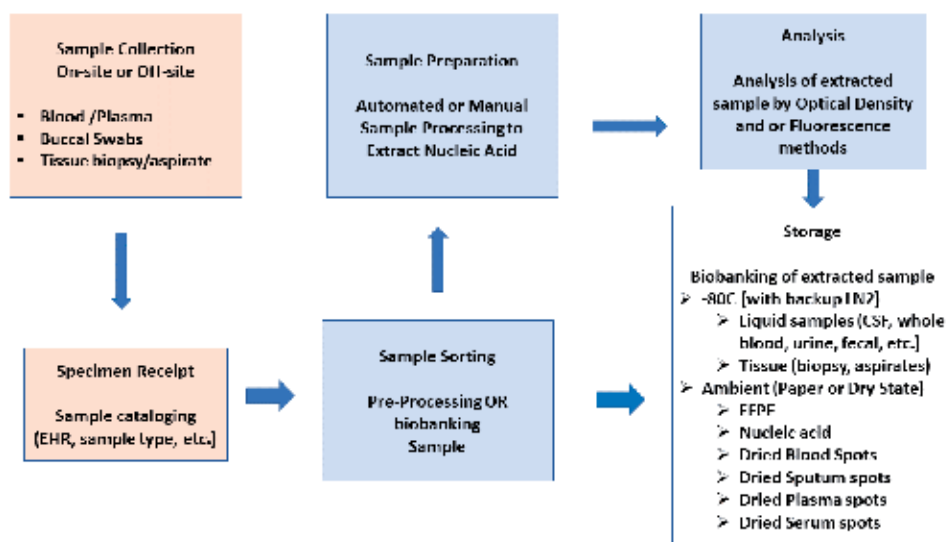 Sample Collection
On-site or Off-site
▪ Blood /Plasma
▪ Buccal Swabs
▪ Tissue biopsy/aspirate
Specimen Receipt
Sample cataloging
(EHR, sample type, etc.]
Sample Sorting
Pre-Processing OR
biobanking
Sample
Sample Preparation
Automated or Manual
Sample Processing to
Extract Nucleic Acid
Analysis
Analysis of extracted
sample by Optical Density
and or Fluorescence
methods
Storage
Biobanking of extracted sample
➢ -80C [with backup LN2]
➢ Liquid samples (CSF, whole
blood, urine, fecal, etc.]
➢ Tissue (biopsy, aspirates)
➢ Ambient (Paper or Dry State]
➢ FFPE
➢ Nucleic acid
➢ Dried Blood Spots
➢ Dried Sputum spots
➢ Dried Plasma spots
➢ Dried Serum spots